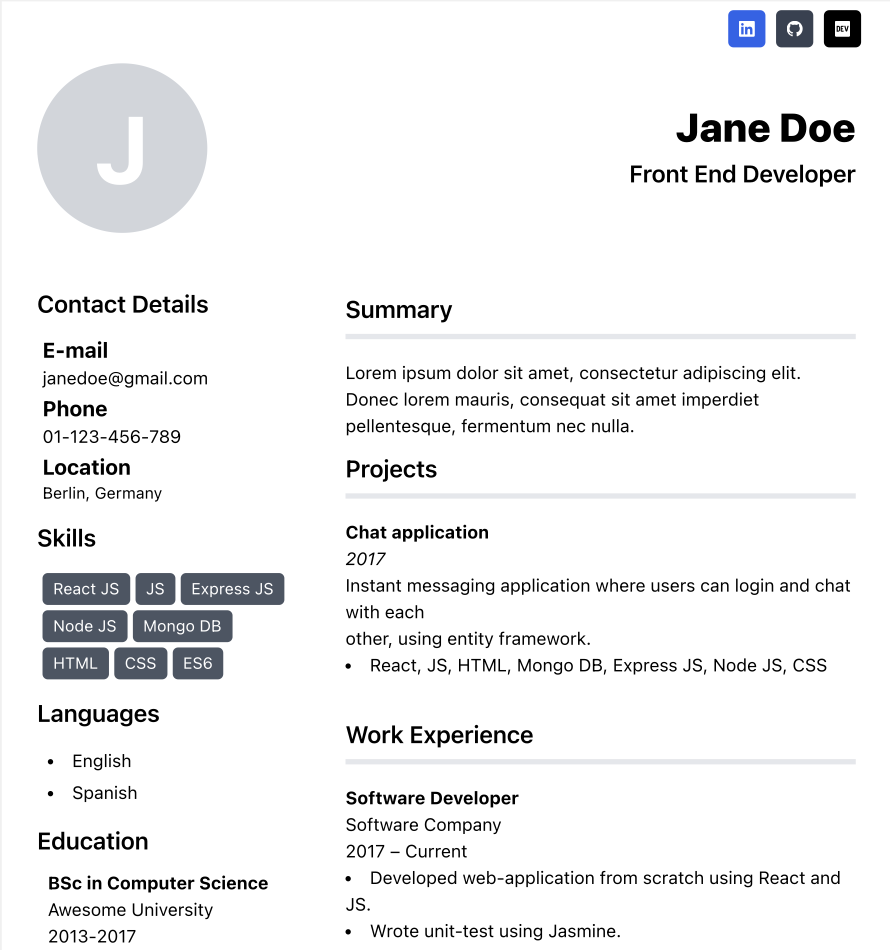 in
DEV
J
Jane Doe
Front End Developer
Contact Details
E-mail
janedoe@gmail.com
Phone
01-123-456-789
Location
Berlin, Germany
Skills
React JS JS Express JS
Node JS Mongo DB
HTML CSS ES6
Languages
• English
• Spanish
Education
BSc in Computer Science
Awesome University
2013-2017
Summary
Lorem ipsum dolor sit amet, consectetur adipiscing elit.
Donec lorem mauris, consequat sit amet imperdiet
pellentesque, fermentum nec nulla.
Projects
Chat application
2017
Instant messaging application where users can login and chat
with each
other, using entity framework.
• React, JS, HTML, Mongo DB, Express JS, Node JS, CSS
Work Experience
Software Developer
Software Company
2017 – Current
• Developed web-application from scratch using React and
JS.
• Wrote unit-test using Jasmine.